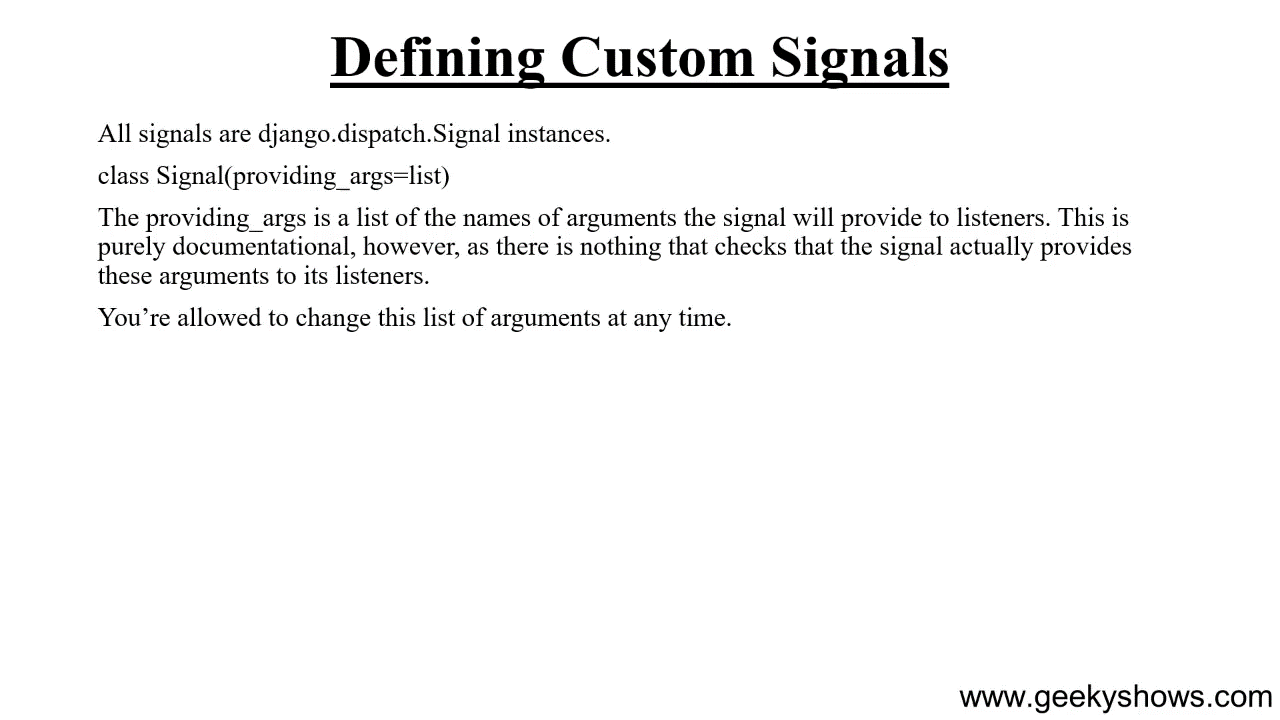 Defining Custom Signals
All signals are django.dispatch.Signal instances.
class Signal(providing_args=list)
The providing_args is a list of the names of arguments the signal will provide to listeners. This is
purely documentational, however, as there is nothing that checks that the signal actually provides
these arguments to its listeners.
You’re allowed to change this list of arguments at any time.
www.geekyshows.com